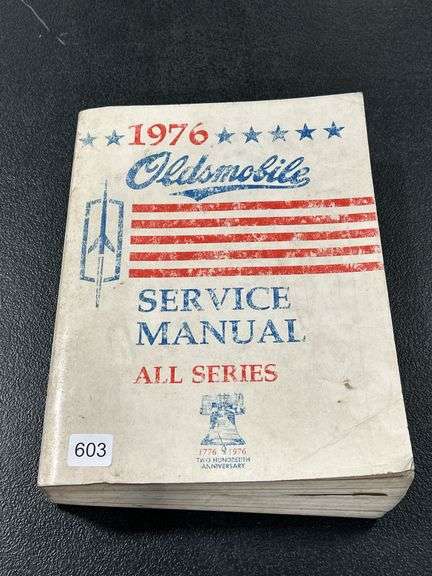 1976
Oldsmobile
SERVICE
MANUAL
ALL SERIES
1776 1976
TWO HUNDREDTH
ANNIVERSARY
603